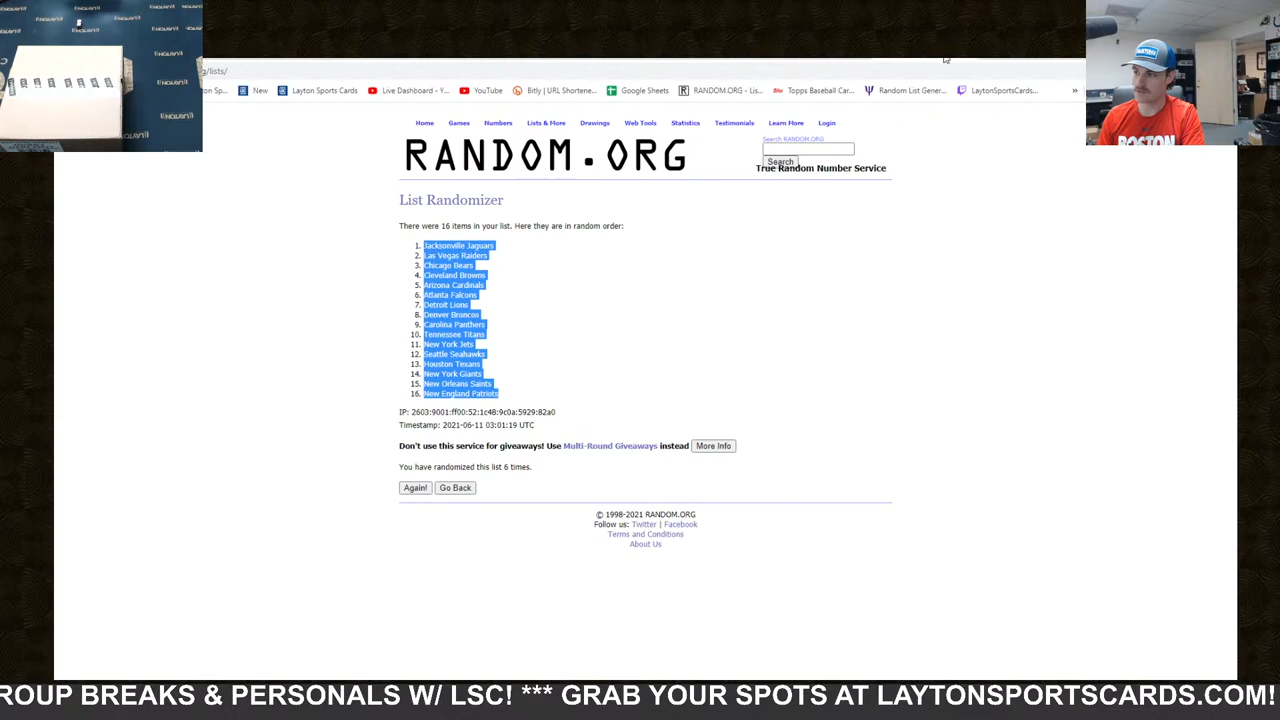 g/lists/
on Sp...
New
Layton Sports Cards
Live Dashboard - Y...
YouTube
Bitly | URL Shortene...
Google Sheets
RANDOM.ORG - Lis...
Topps Baseball Car...
Random List Gener...
LaytonSportsCards...
»
Home Games Numbers Lists & More Drawings Web Tools Statistics Testimonials Learn More Login
RANDOM.ORG
Search RANDOM.ORG
Search
True Random Number Service
List Randomizer
There were 16 items in your list. Here they are in random order:
1. Jacksonville Jaguars
2. Las Vegas Raiders
3. Chicago Bears
4. Cleveland Browns
5. Arizona Cardinals
6. Atlanta Falcons
7. Detroit Lions
8. Denver Broncos
9. Carolina Panthers
10. Tennessee Titans
11. New York Jets
12. Seattle Seahawks
13. Houston Texans
14. New York Giants
15. New Orleans Saints
16. New England Patriots
IP: 2603:9001:ff00:52:1c48:9c0a:5929:82a0
Timestamp: 2021-06-11 03:01:19 UTC
Don't use this service for giveaways! Use Multi-Round Giveaways instead More Info
You have randomized this list 6 times.
Again! Go Back
© 1998-2021 RANDOM.ORG
Follow us: Twitter | Facebook
Terms and Conditions
About Us
BOSTON
ROUP BREAKS & PERSONALS W/ LSC! *** GRAB YOUR SPOTS AT LAYTONSPORTSCARDS.COM!